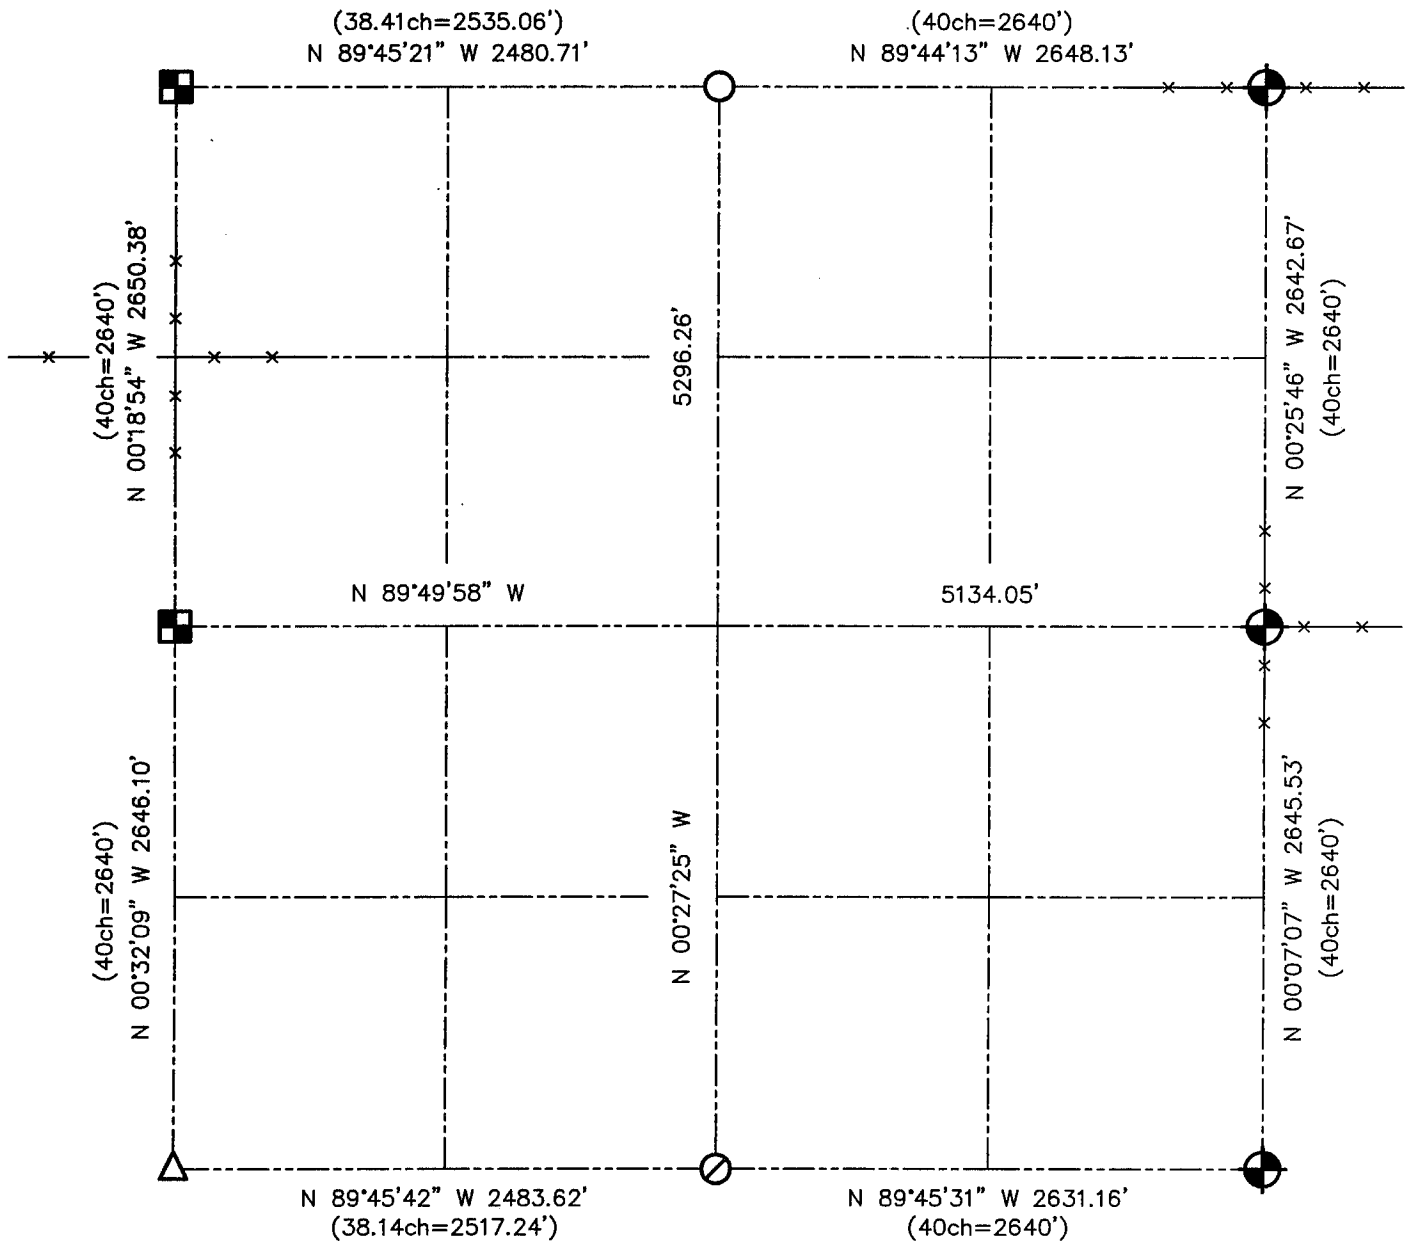 (38.41ch=2535.06')
N 89°45'21" W 2480.71'
(40ch=2640')
N 89°44'13" W 2648.13'
(40ch=2640')
N 00°18'54" W 2650.38'
5296.26'
N 00°25'46" W 2642.67'
(40ch=2640')
N 89°49'58" W
5134.05'
(40ch=2640')
N 00°32'09" W 2646.10'
N 00°27'25" W
N 00°07'07" W 2645.53'
(40ch=2640')
N 89°45'42" W 2483.62'
(38.14ch=2517.24')
N 89°45'31" W 2631.16'
(40ch=2640')